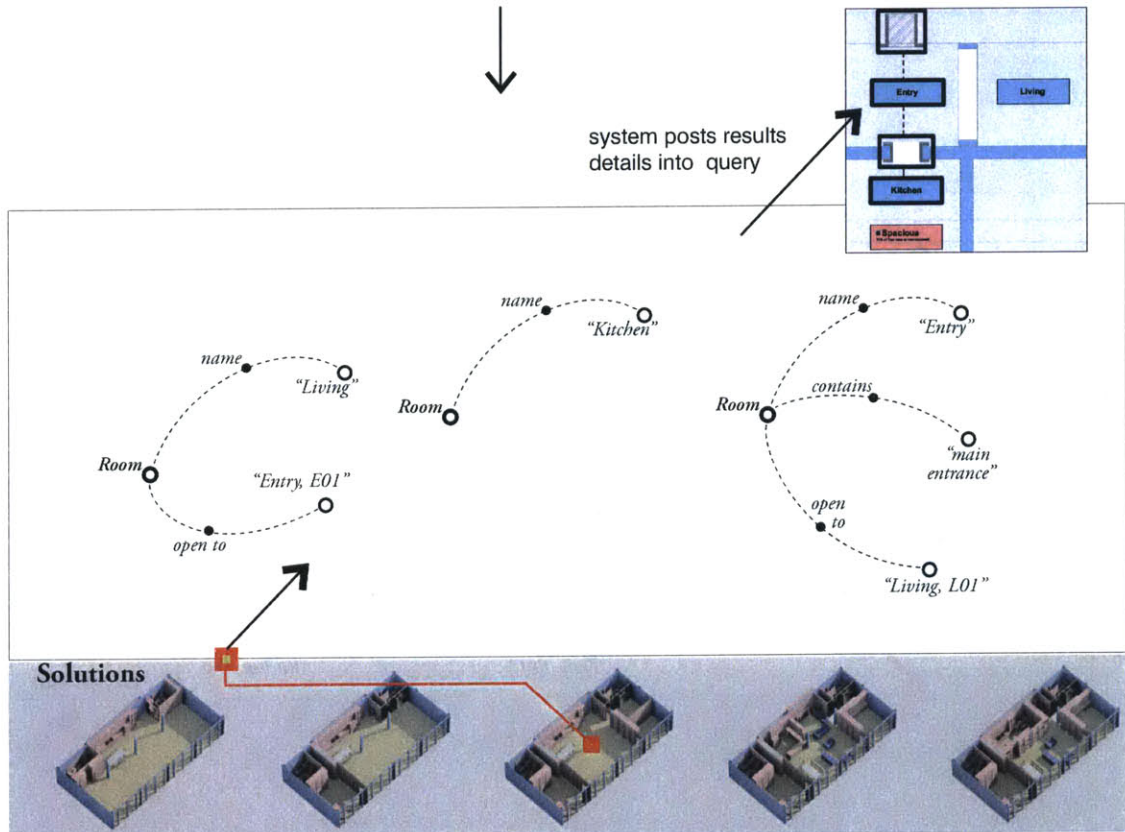 Entry
Living
system posts results
details into query
Kitchen
Spacious
name
"Kitchen"
name
"Entry"
name
"Living"
contains
Room
Room
"main
entrance"
Room
"Entry, E01"
open to
open
to
"Living, L01"
Solutions